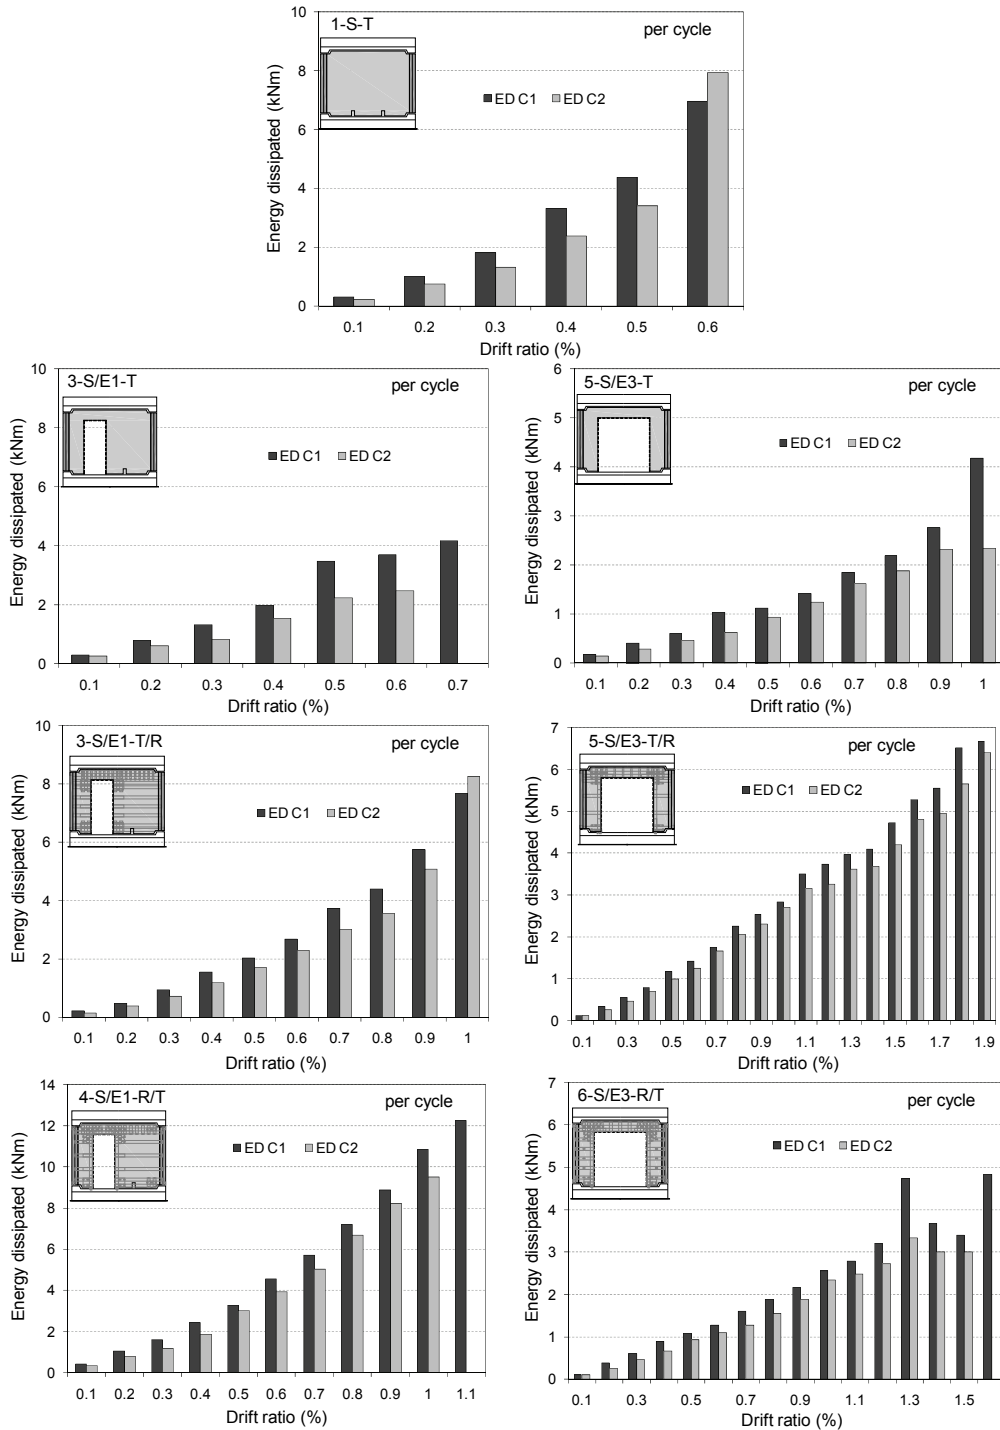 1-S-T
per cycle
ED C1 ED C2
Energy dissipated (kNm)
10
8
6
4
2
0
0.1 0.2 0.3 0.4 0.5 0.6
Drift ratio (%)
3-S/E1-T
per cycle
ED C1 ED C2
Energy dissipated (kNm)
10
8
6
4
2
0
0.1 0.2 0.3 0.4 0.5 0.6 0.7
Drift ratio (%)
5-S/E3-T
per cycle
ED C1 ED C2
Energy dissipated (kNm)
6
5
4
3
2
1
0
0.1 0.2 0.3 0.4 0.5 0.6 0.7 0.8 0.9 1
Drift ratio (%)
3-S/E1-T/R
per cycle
ED C1 ED C2
Energy dissipated (kNm)
10
8
6
4
2
0
0.1 0.2 0.3 0.4 0.5 0.6 0.7 0.8 0.9 1
Drift ratio (%)
5-S/E3-T/R
per cycle
ED C1 ED C2
Energy dissipated (kNm)
7
6
5
4
3
2
1
0
0.1 0.3 0.5 0.7 0.9 1.1 1.3 1.5 1.7 1.9
Drift ratio (%)
4-S/E1-R/T
per cycle
ED C1 ED C2
Energy dissipated (kNm)
14
12
10
8
6
4
2
0
0.1 0.2 0.3 0.4 0.5 0.6 0.7 0.8 0.9 1 1.1
Drift ratio (%)
6-S/E3-R/T
per cycle
ED C1 ED C2
Energy dissipated (kNm)
7
6
5
4
3
2
1
0
0.1 0.3 0.5 0.7 0.9 1.1 1.3 1.5
Drift ratio (%)